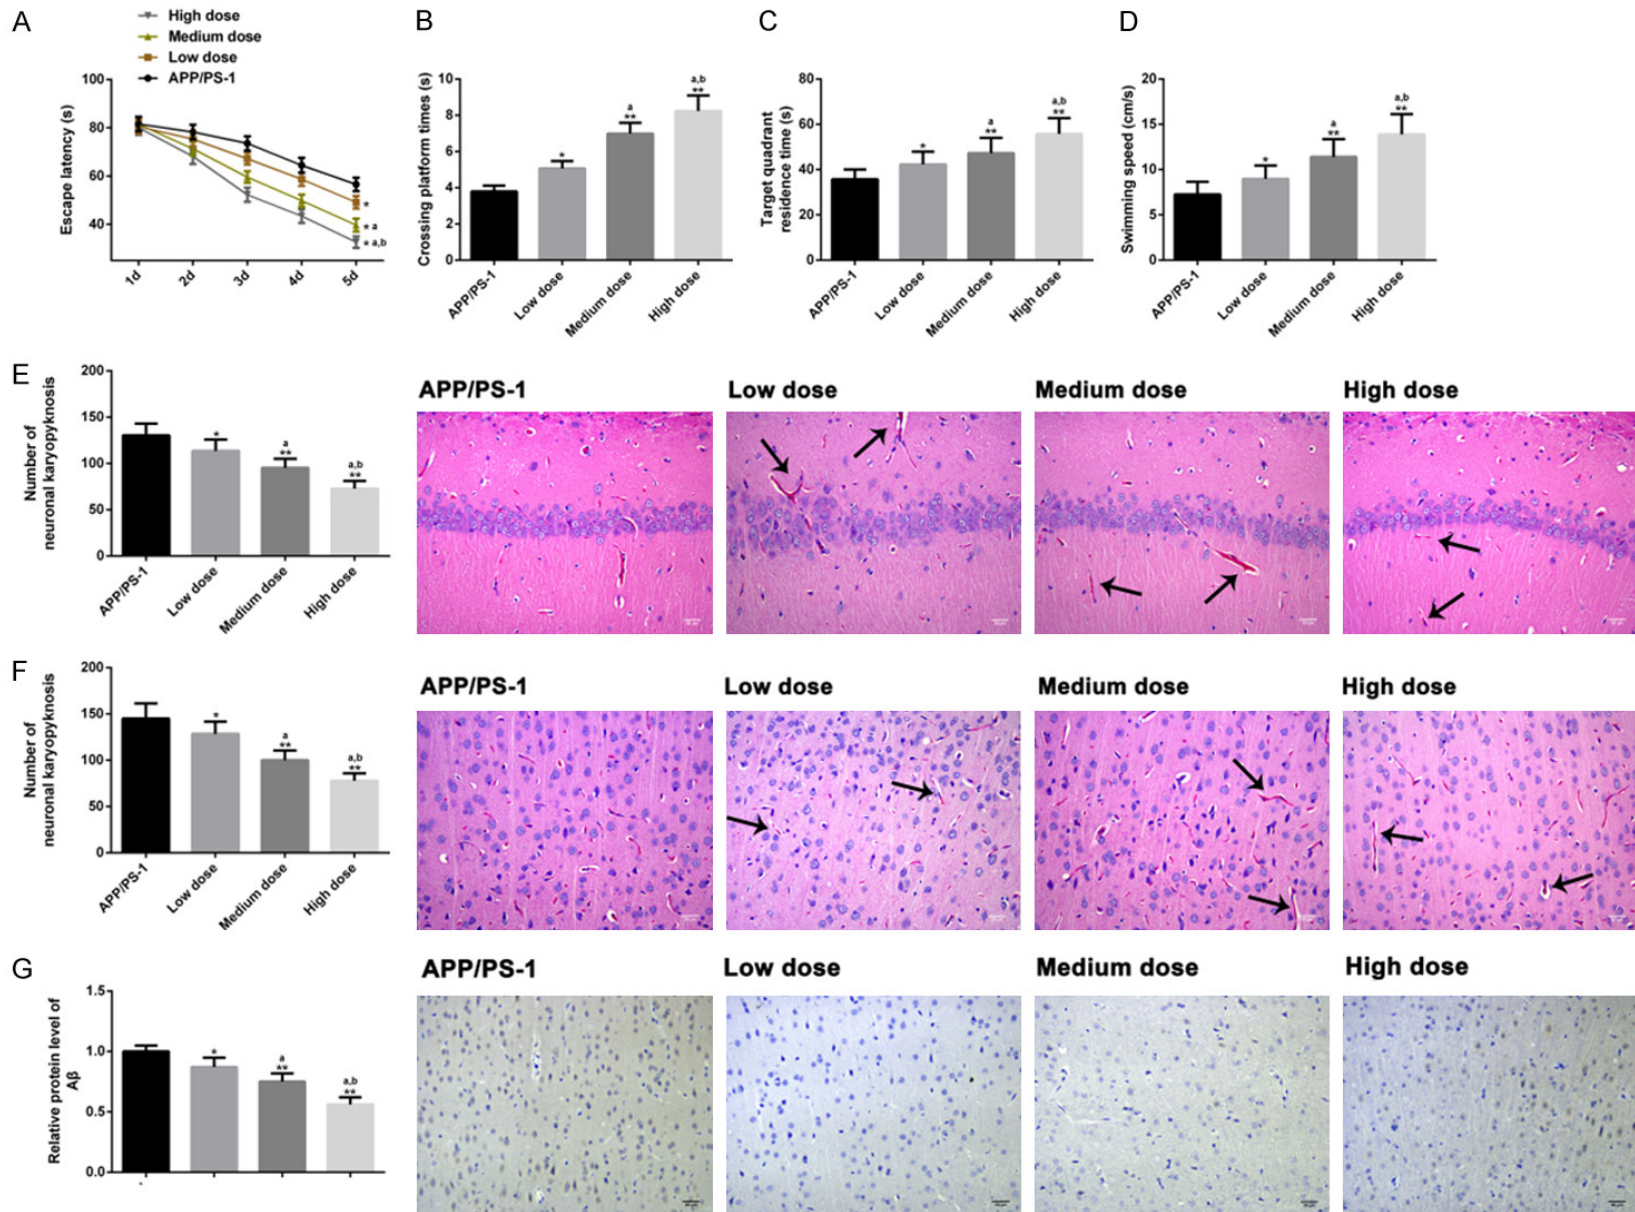 A
High dose
Medium dose
Low dose
APP/PS-1
Escape latency (s)
100
80
60
40
*
* a
* a,b
1d
2d
3d
4d
5d
B
Crossing platform times (s)
10
8
6
4
2
0
*
a
**
a,b
**
APP/PS-1
Low dose
Medium dose
High dose
C
Target quadrant
residence time (s)
80
60
40
20
0
*
a
**
a,b
**
APP/PS-1
Low dose
Medium dose
High dose
D
Swimming speed (cm/s)
20
15
10
5
0
*
a
**
a,b
**
APP/PS-1
Low dose
Medium dose
High dose
E
Number of
neuronal karyopyknosis
200
150
100
50
0
*
a
**
a,b
**
APP/PS-1
Low dose
Medium dose
High dose
APP/PS-1
Low dose
Medium dose
High dose
F
Number of
neuronal karyopyknosis
200
150
100
50
0
*
a
**
a,b
**
APP/PS-1
Low dose
Medium dose
High dose
APP/PS-1
Low dose
Medium dose
High dose
G
Relative protein level of
Aβ
1.5
1.0
0.5
0.0
*
a
**
a,b
**
APP/PS-1
Low dose
Medium dose
High dose